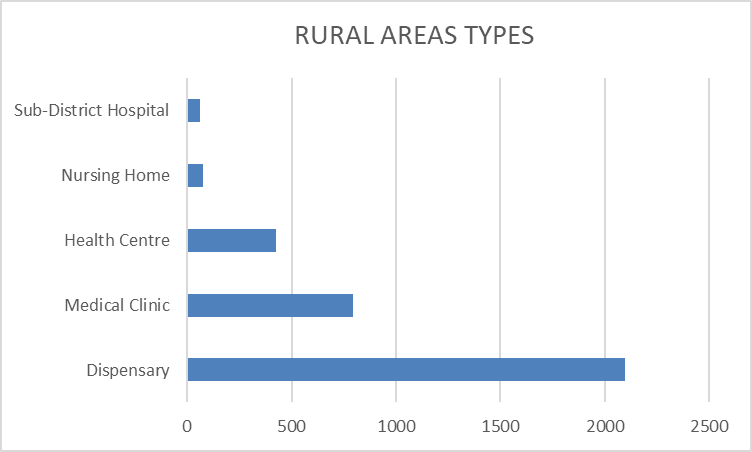 RURAL AREAS TYPES
Sub-District Hospital
Nursing Home
Health Centre
Medical Clinic
Dispensary
0 500 1000 1500 2000 2500